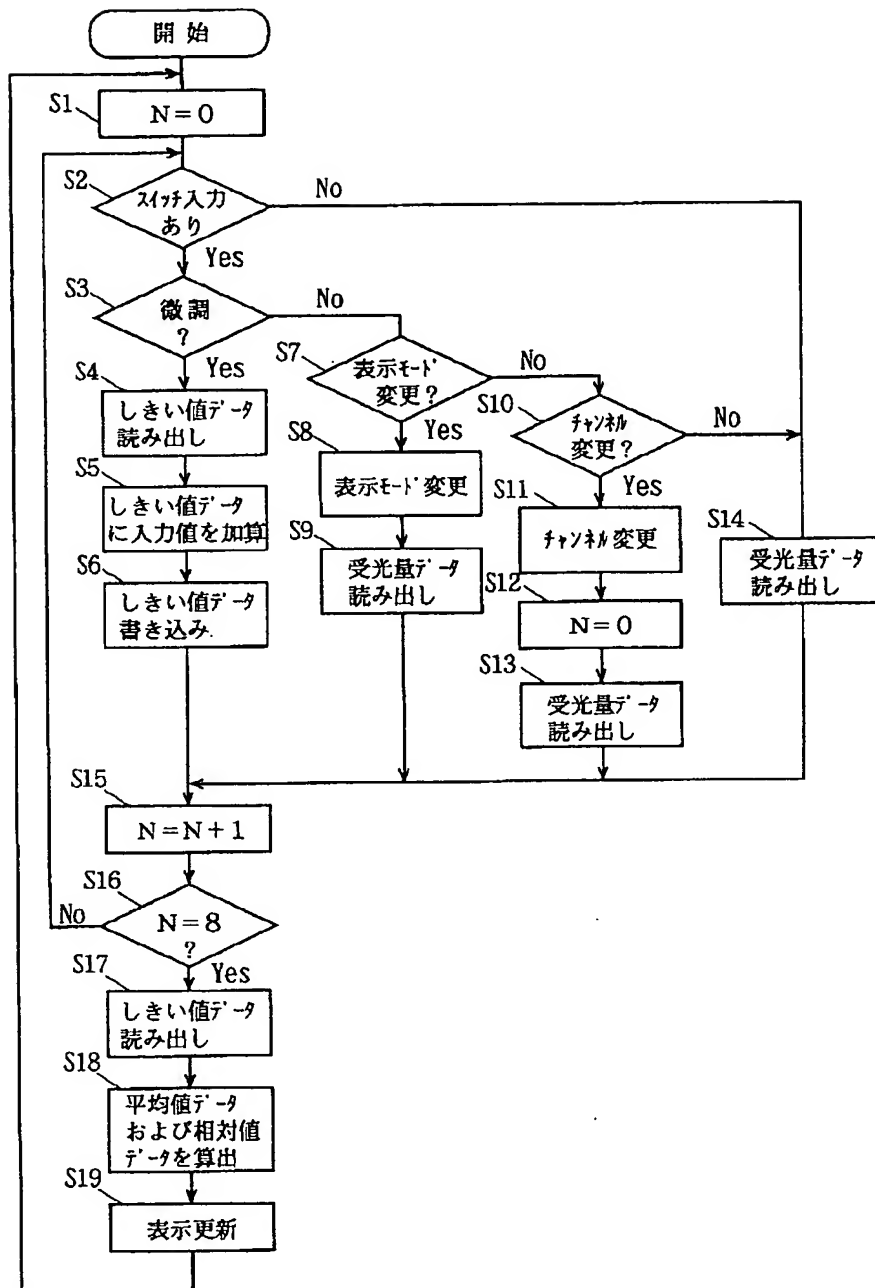 開始
S1
N=0
S2
スイッチ入力
あり
No
Yes
S3
微調
?
No
Yes
S4
しきい値データ
読み出し
S5
しきい値データ
に入力値を加算
S6
しきい値データ
書き込み.
S7
表示モード
変更?
No
Yes
S8
表示モード変更
S9
受光量データ
読み出し
S10
チャンネル
変更?
No
Yes
S11
チャンネル変更
S12
N=0
S13
受光量データ
読み出し
S14
受光量データ
読み出し
S15
N=N+1
S16
N=8
?
No
Yes
S17
しきい値データ
読み出し
S18
平均値データ
および相対値
データを算出
S19
表示更新